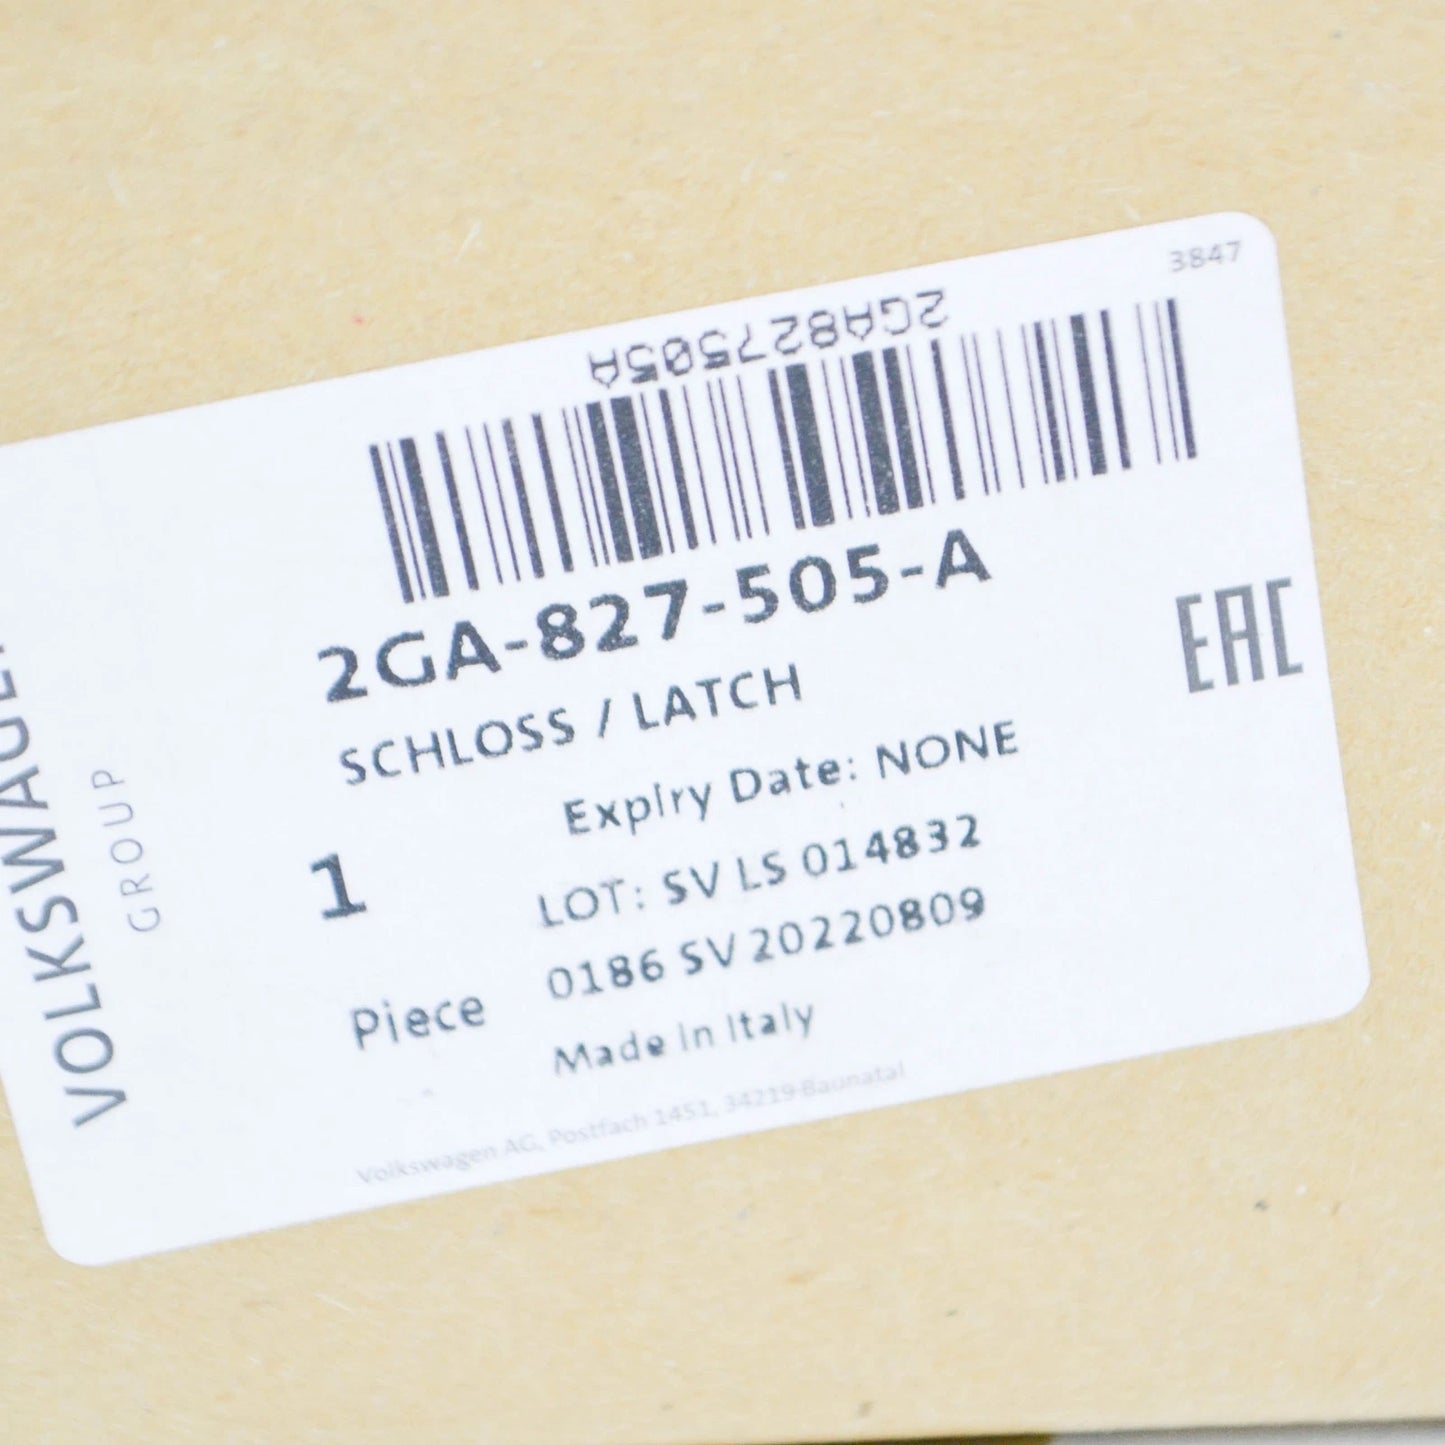 3847
2GA827505A
2GA-827-505-A
SCHLOSS / LATCH
EAC
Expiry Date: NONE
1
LOT: SV LS 014832
0186 SV 20220809
Piece
Made in Italy
Volkswagen AG, Postfach 1451, 34219 Baunatal
GROUP